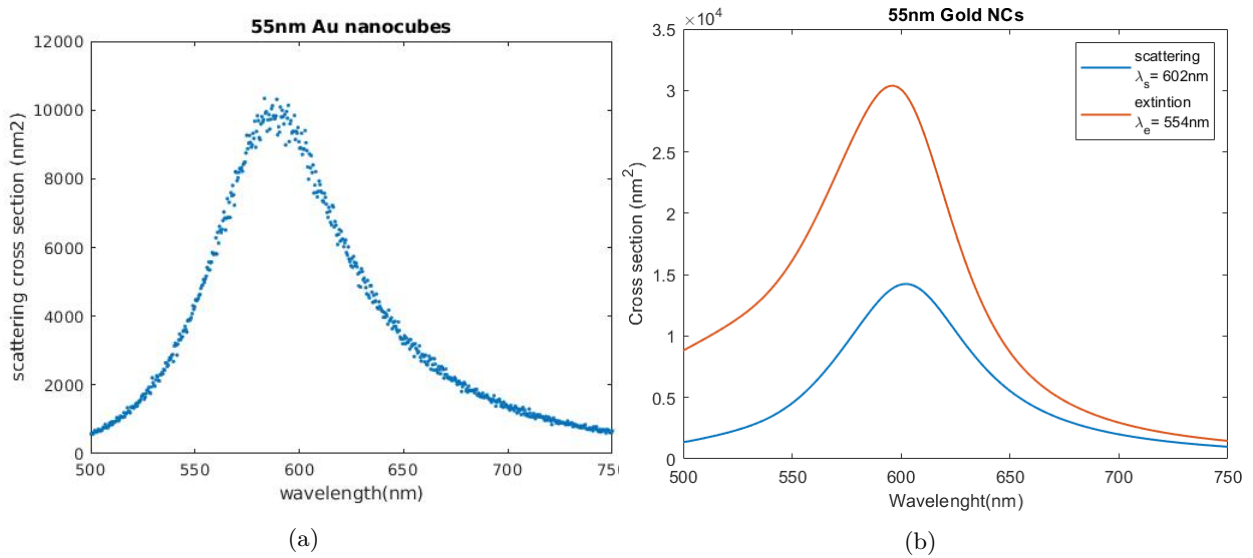 55nm Au nanocubes
12000
10000
8000
6000
4000
2000
0
scattering cross section (nm2)
500 550 600 650 700 750
wavelength(nm)
(a)
55nm Gold NCs
×10⁴
3.5
3
2.5
2
1.5
1
0.5
0
Cross section (nm²)
500 550 600 650 700 750
Wavelenght(nm)
scattering
λₛ= 602nm
extintion
λₑ= 554nm
(b)